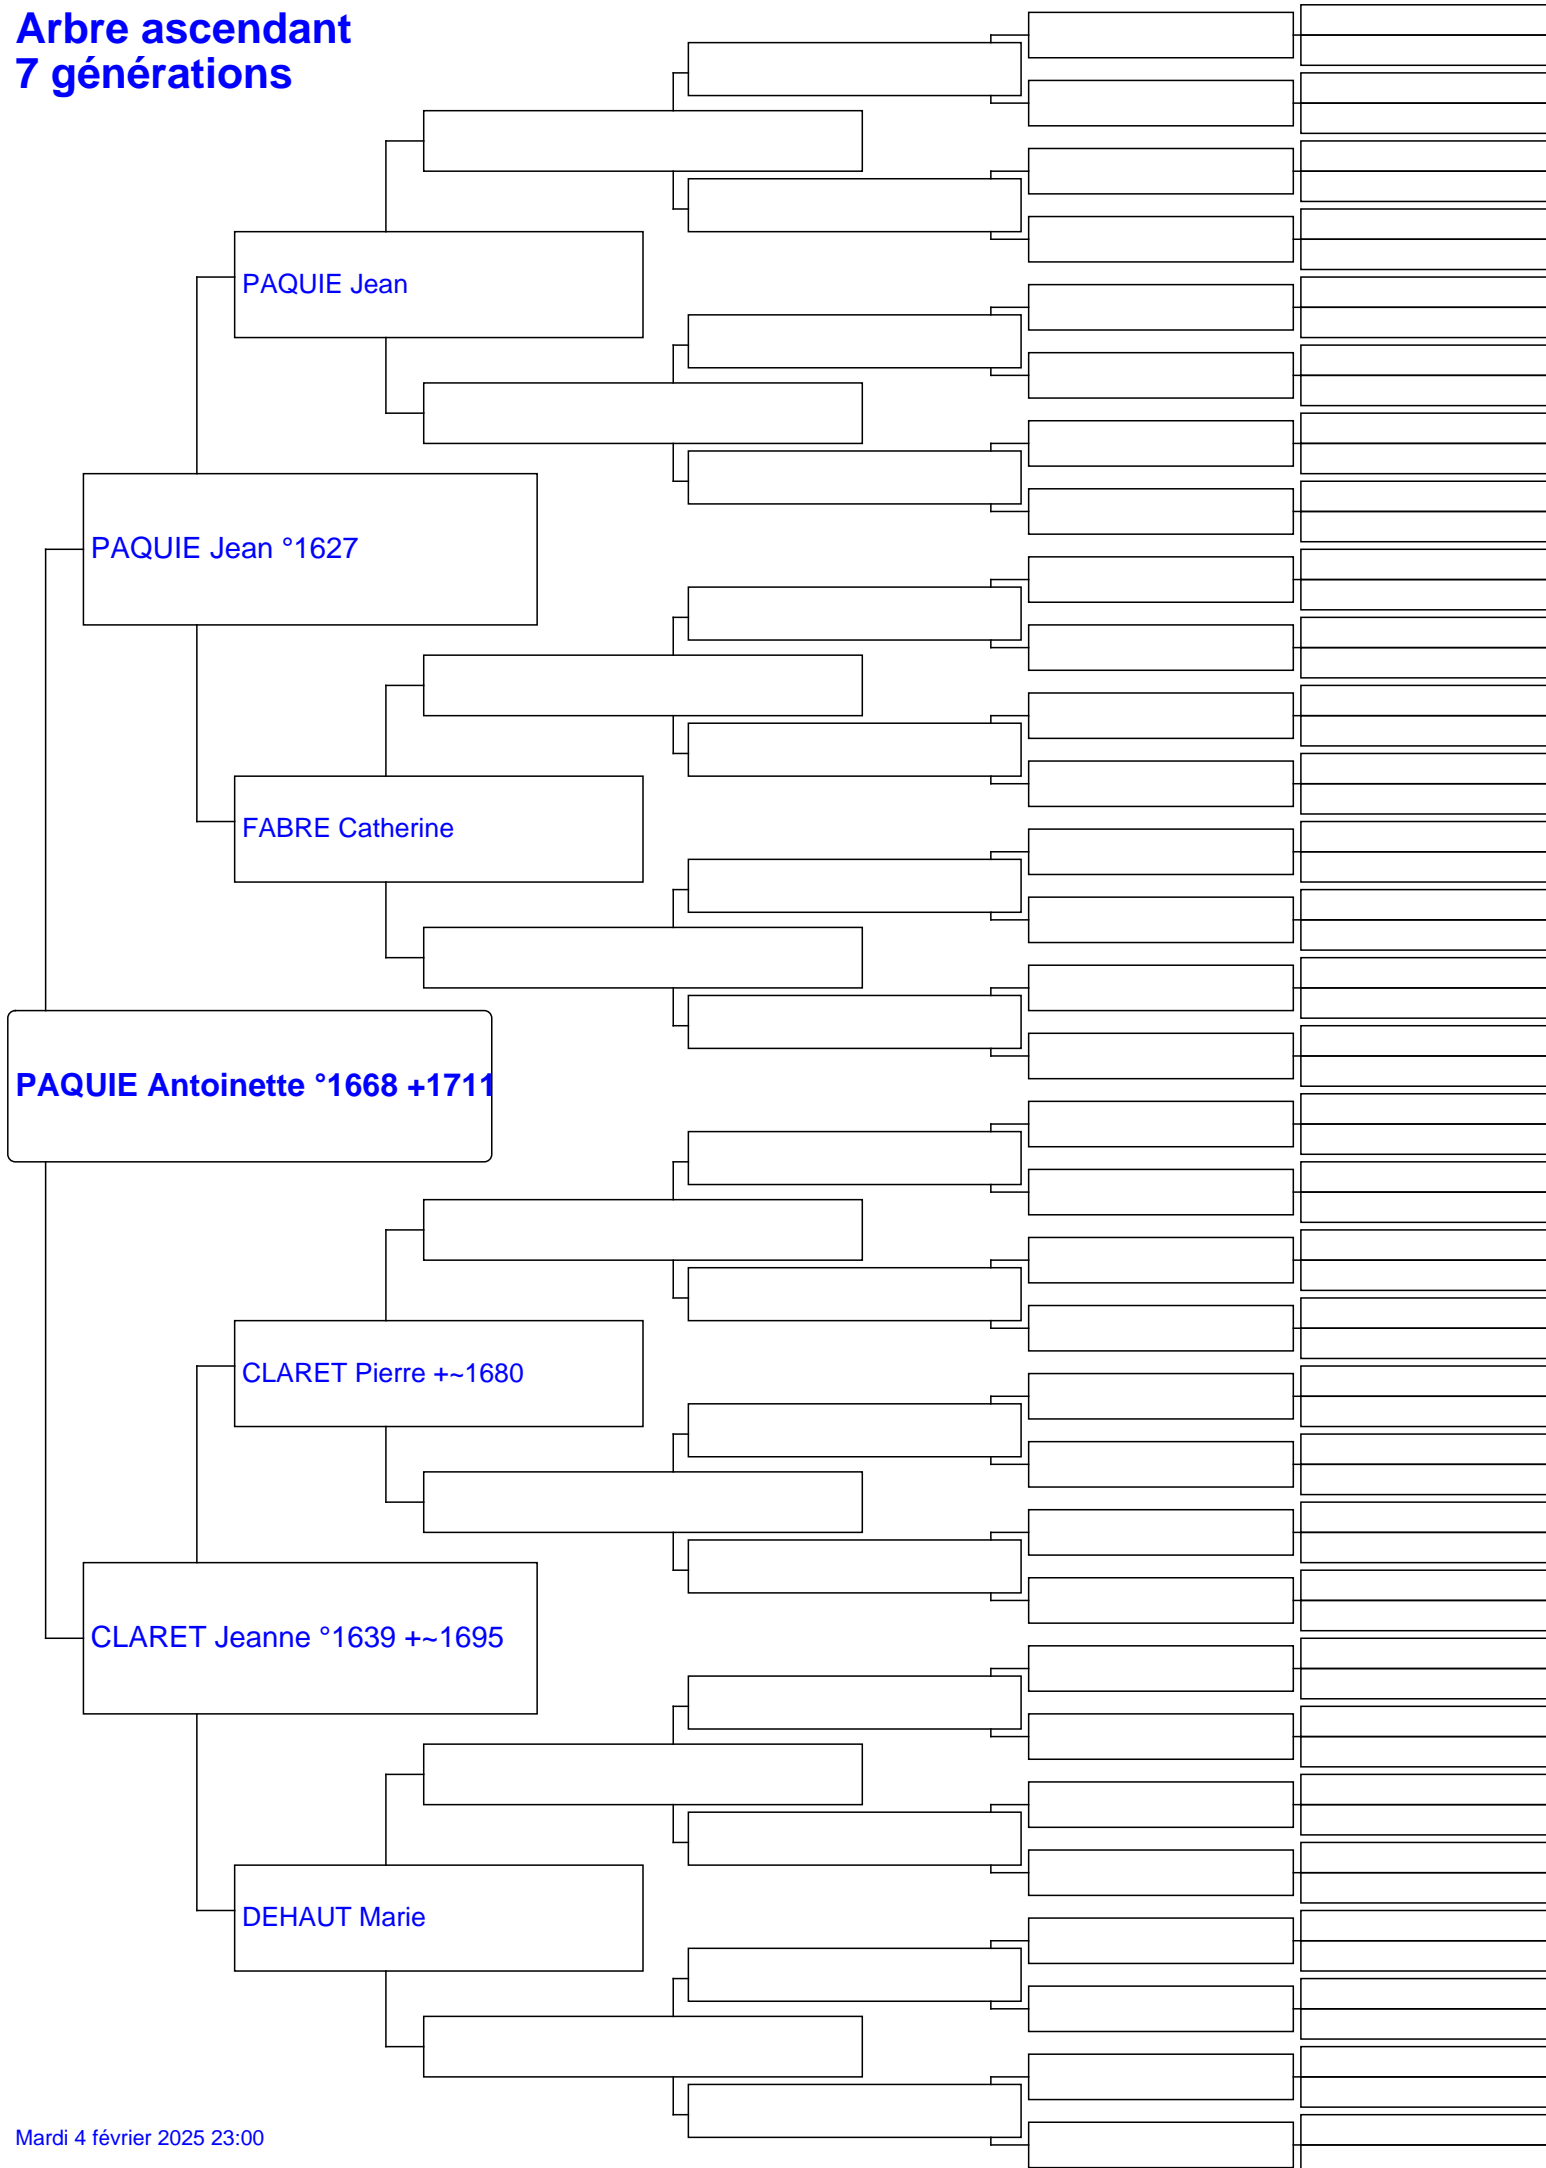 Arbre ascendant
7 générations
PAQUIE Jean
PAQUIE Jean °1627
FABRE Catherine
PAQUIE Antoinette °1668 +1711
CLARET Pierre +~1680
CLARET Jeanne °1639 +~1695
DEHAUT Marie
Mardi 4 février 2025 23:00